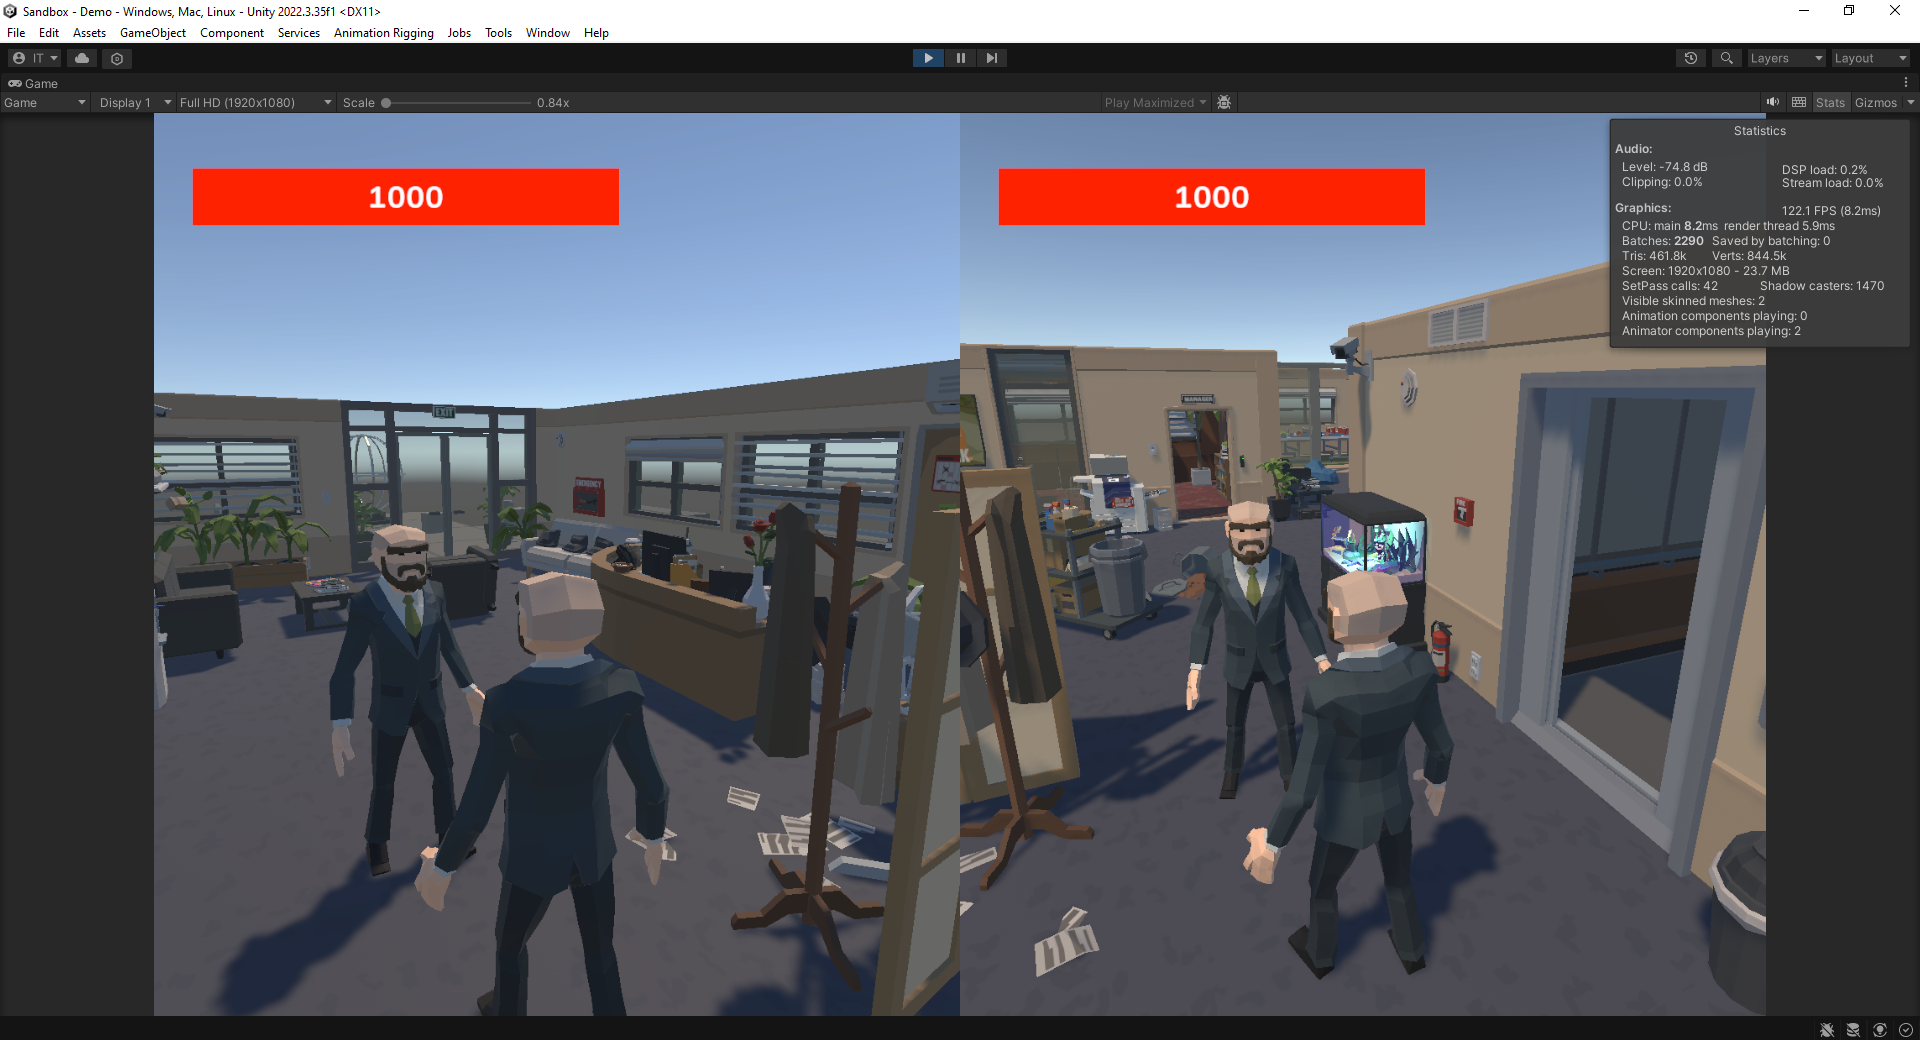 Sandbox - Demo - Windows, Mac, Linux - Unity 2022.3.35f1 <DX11>
File Edit Assets GameObject Component Services Animation Rigging Jobs Tools Window Help
IT
Layers
Layout
Game
Game
Display 1
Full HD (1920x1080)
Scale
0.84x
Play Maximized
Stats
Gizmos
1000
1000
Statistics
Audio:
Level: -74.8 dB
DSP load: 0.2%
Clipping: 0.0%
Stream load: 0.0%
Graphics:
122.1 FPS (8.2ms)
CPU: main 8.2ms render thread 5.9ms
Batches: 2290 Saved by batching: 0
Tris: 461.8k Verts: 844.5k
Screen: 1920x1080 - 23.7 MB
SetPass calls: 42 Shadow casters: 1470
Visible skinned meshes: 2
Animation components playing: 0
Animator components playing: 2
EXIT
EMERGENCY
MANAGER
FIRE